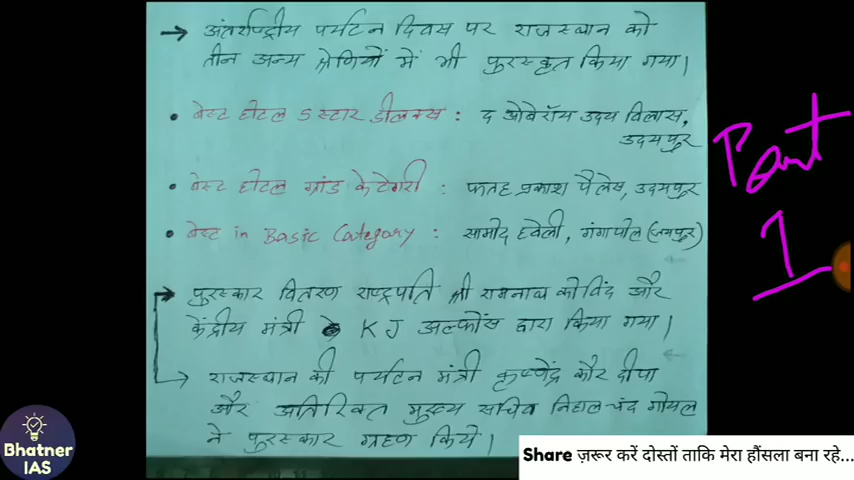 → अंतर्राष्ट्रीय पर्यटन दिवस पर राजस्थान को
तीन अन्य श्रेणियों में भी पुरस्कृत किया गया।
• बेस्ट होटल 5 स्टार डीलक्स : द ओबेरॉय उदय विलास,
उदयपुर
• बेस्ट होटल ग्रांड केटेगरी : फतह प्रकाश पैलेस, उदयपुर
• बेस्ट in Basic Category : सामोद हवेली, गंगापोल (जयपुर)
→ पुरस्कार वितरण राष्ट्रपति श्री रामनाथ कोविंद और
केंद्रीय मंत्री KJ अल्फोंस द्वारा किया गया।
→ राजस्थान की पर्यटन मंत्री कृष्णेंद्र कौर दीपा
और अतिरिक्त मुख्य सचिव निहालचंद गोयल
ने पुरस्कार ग्रहण किये।
Part
1
Bhatner
IAS
Share ज़रूर करें दोस्तों ताकि मेरा हौंसला बना रहे...